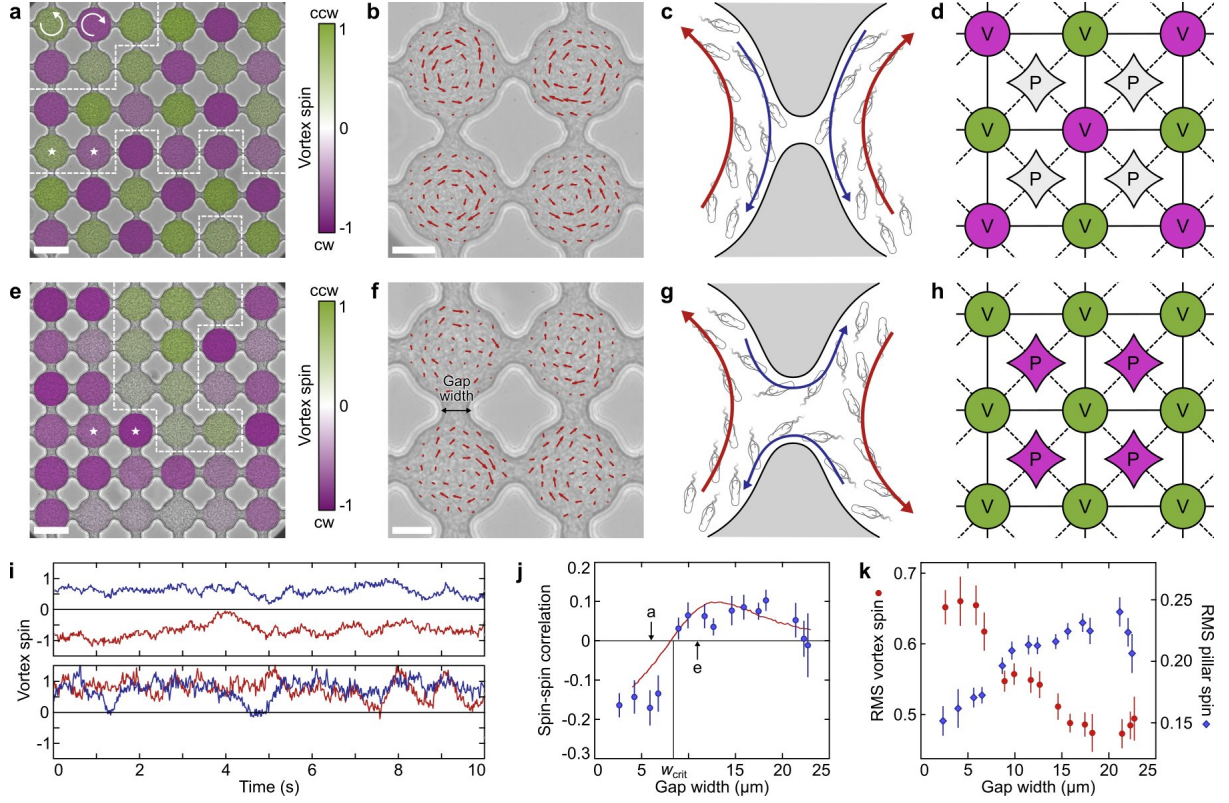 a
ccw
1
Vortex spin
0
-1
cw
b
c
d
V V V
P P
V V V
P P
V V V
e
ccw
1
Vortex spin
0
-1
cw
f
Gap
width
g
h
V V V
P P
V V V
P P
V V V
i
1
0
-1
1
0
-1
Vortex spin
0 2 4 6 8 10
Time (s)
j
0.2
0.1
0
-0.1
-0.2
-0.3
Spin-spin correlation
a
e
0 5 wcrit 10 15 20 25
Gap width (µm)
k
0.7
0.6
0.5
RMS vortex spin
0.25
0.20
0.15
RMS pillar spin
0 5 10 15 20 25
Gap width (µm)